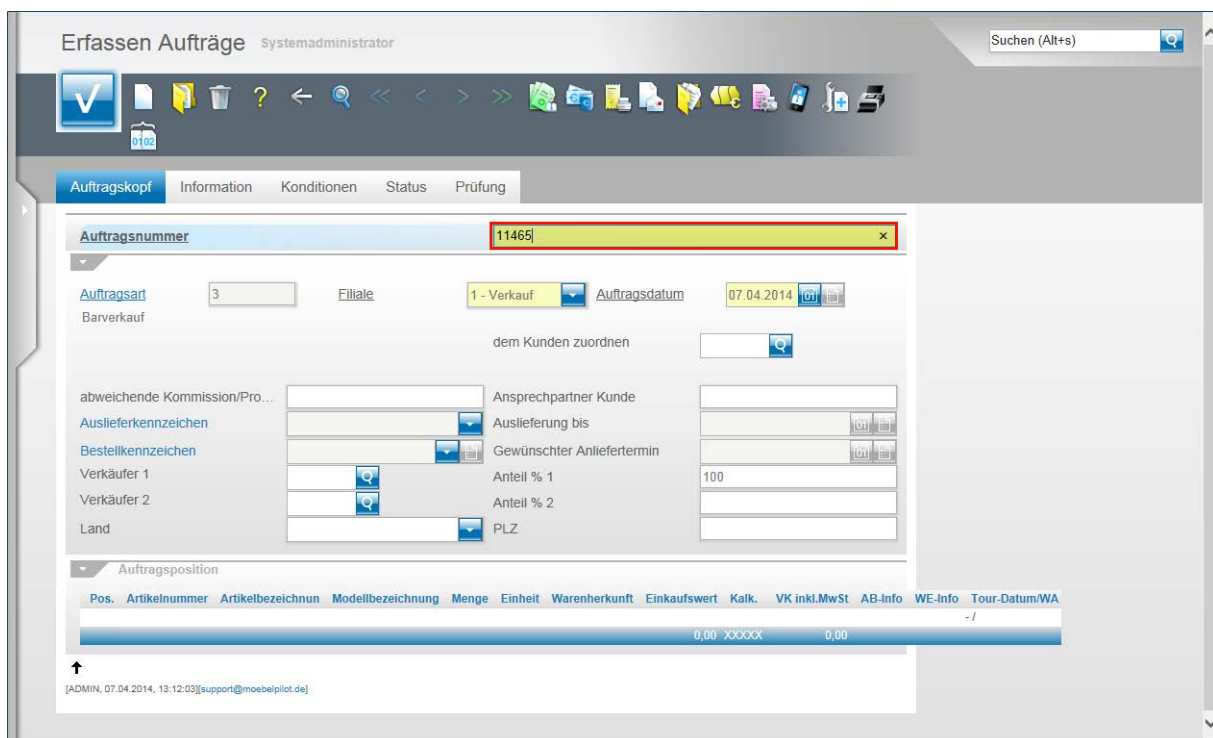 Erfassen Aufträge Systemadministrator
Suchen (Alt+s)
0102
Auftragskopf Information Konditionen Status Prüfung
Auftragsnummer 11465
Auftragsart 3 Filiale 1 - Verkauf Auftragsdatum 07.04.2014
Barverkauf
dem Kunden zuordnen
abweichende Kommission/Pro... Ansprechpartner Kunde
Auslieferkennzeichen Auslieferung bis
Bestellkennzeichen Gewünschter Anliefertermin
Verkäufer 1 Anteil % 1 100
Verkäufer 2 Anteil % 2
Land PLZ
Auftragsposition
Pos. Artikelnummer Artikelbezeichnun Modellbezeichnung Menge Einheit Warenherkunft Einkaufswert Kalk. VK inkl.MwSt AB-Info WE-Info Tour-Datum/WA
- /
0,00 XXXXX 0,00
[ADMIN, 07.04.2014, 13:12:03][support@moebelpilot.de]